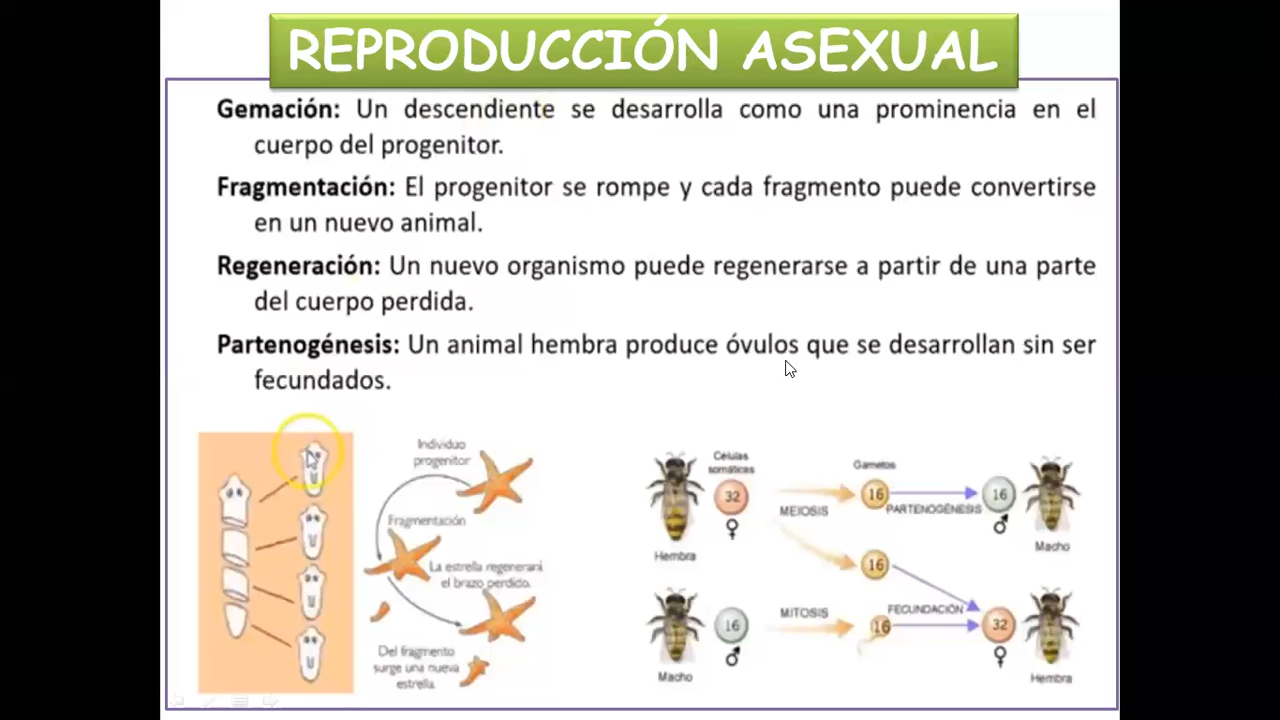 REPRODUCCIÓN ASEXUAL
Gemación: Un descendiente se desarrolla como una prominencia en el
cuerpo del progenitor.
Fragmentación: El progenitor se rompe y cada fragmento puede convertirse
en un nuevo animal.
Regeneración: Un nuevo organismo puede regenerarse a partir de una parte
del cuerpo perdida.
Partenogénesis: Un animal hembra produce óvulos que se desarrollan sin ser
fecundados.
Individuo
progenitor
Fragmentación
La estrella regenerará
el brazo perdido.
Del fragmento
surge una nueva
estrella.
Células
somáticas
32
♀
Hembra
MEIOSIS
Gametos
16
PARTENOGÉNESIS
16
♂
Macho
16
Macho
16
♂
MITOSIS
16
FECUNDACIÓN
32
♀
Hembra